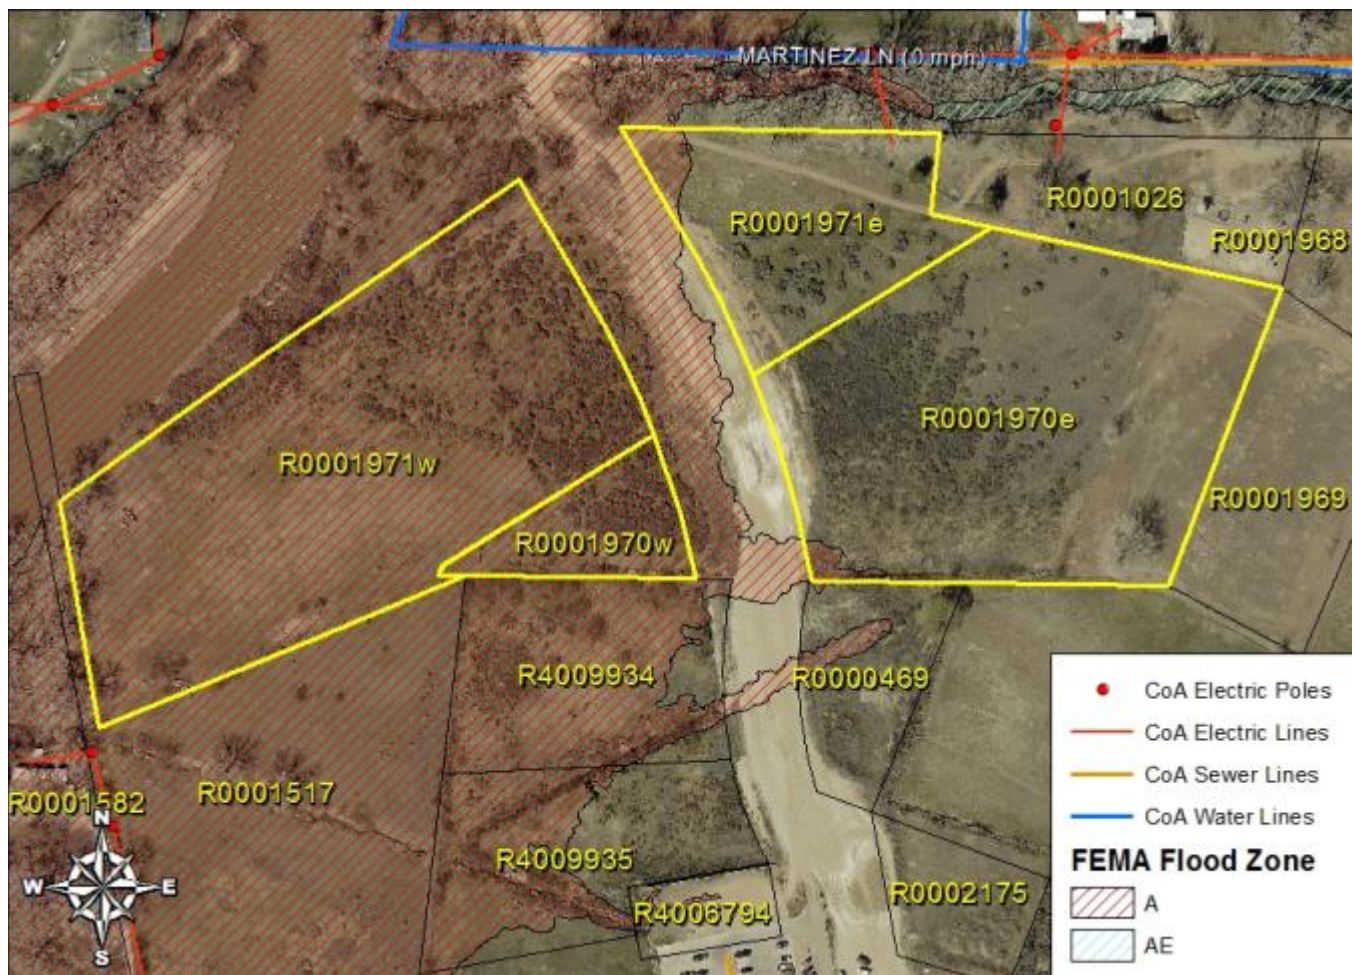 MARTINEZ LN (0 mph)
R0001026
R0001971e
R0001968
R0001970e
R0001971w
R0001969
R0001970w
R4009934
R0000469
R0001517
R0001582
R4009935
R0002175
R4006794
N
W E
S
CoA Electric Poles
CoA Electric Lines
CoA Sewer Lines
CoA Water Lines
FEMA Flood Zone
A
AE